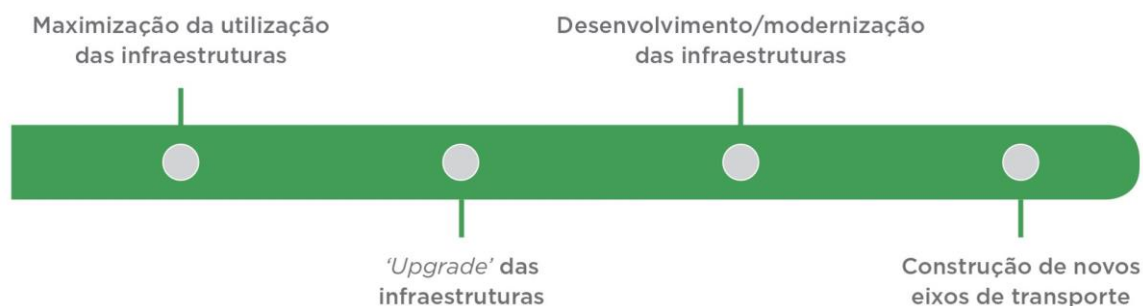 Maximização da utilização
das infraestruturas
Desenvolvimento/modernização
das infraestruturas
‘Upgrade’ das
infraestruturas
Construção de novos
eixos de transporte